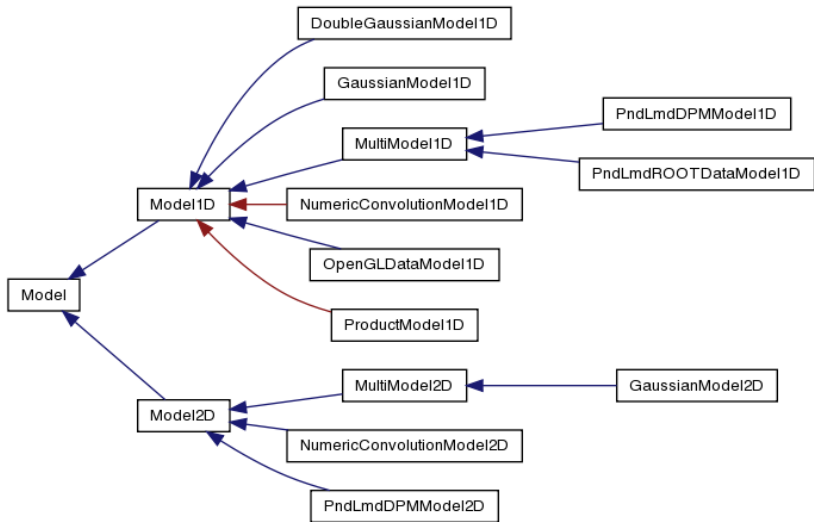 DoubleGaussianModel1D
GaussianModel1D
PndLmdDPMModel1D
MultiModel1D
PndLmdROOTDataModel1D
Model1D
NumericConvolutionModel1D
OpenGLDataModel1D
Model
ProductModel1D
MultiModel2D
GaussianModel2D
Model2D
NumericConvolutionModel2D
PndLmdDPMModel2D